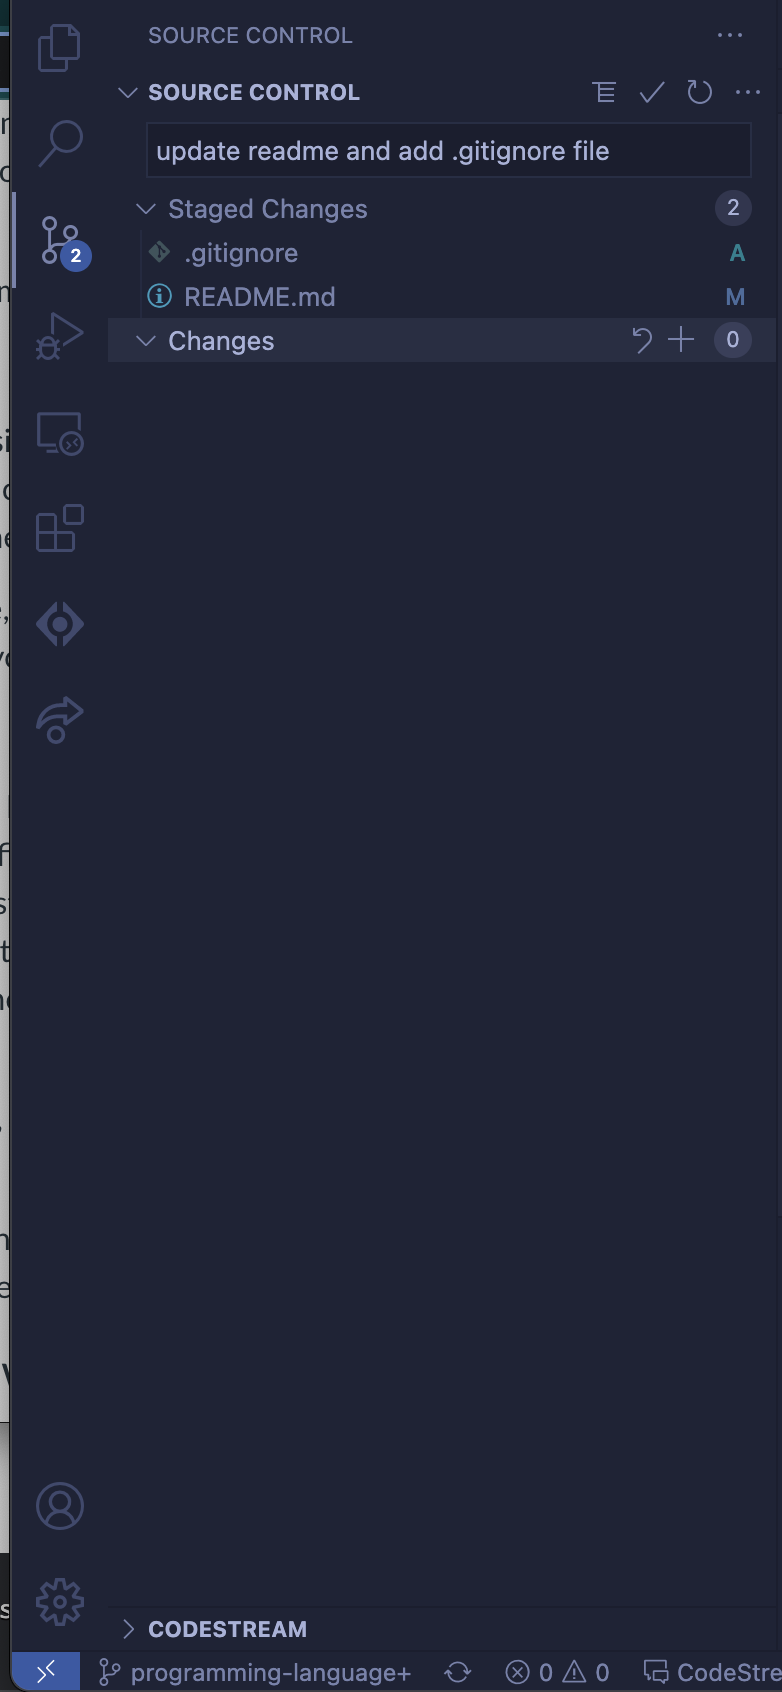 SOURCE CONTROL
SOURCE CONTROL
update readme and add .gitignore file
Staged Changes 2
.gitignore A
2
README.md M
Changes 0
CODESTREAM
programming-language+ 0 0 CodeStre